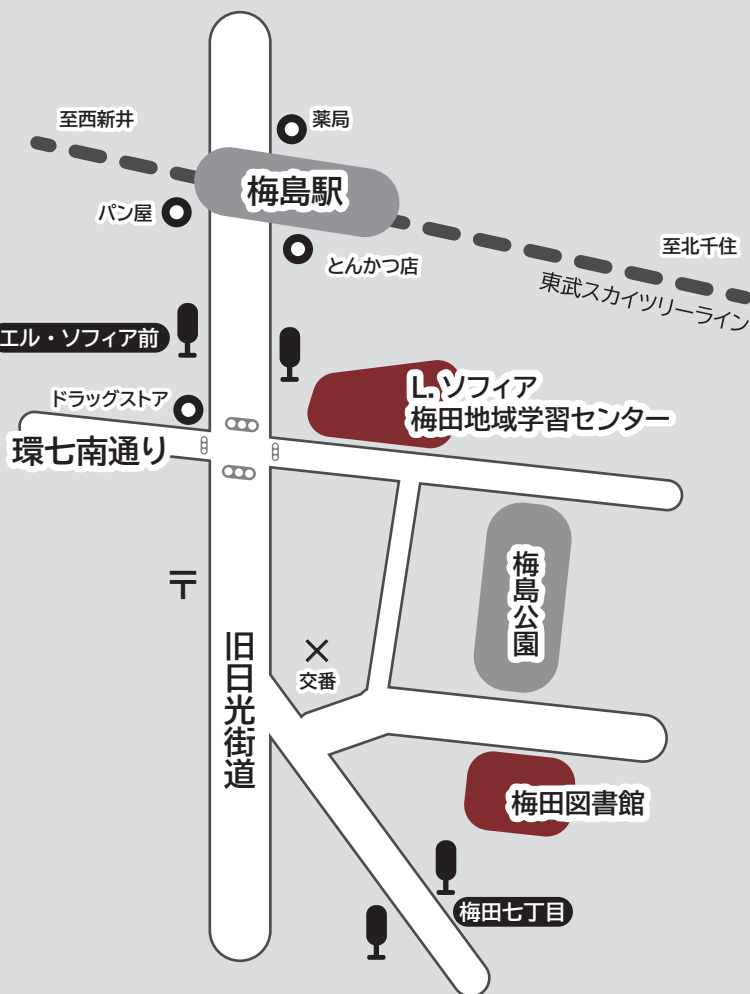 至西新井
薬局
梅島駅
パン屋
とんかつ店
至北千住
東武スカイツリーライン
エル・ソフィア前
ドラッグストア
L. ソフィア
梅田地域学習センター
環七南通り
梅島公園
〒
旧日光街道
交番
梅田図書館
梅田七丁目